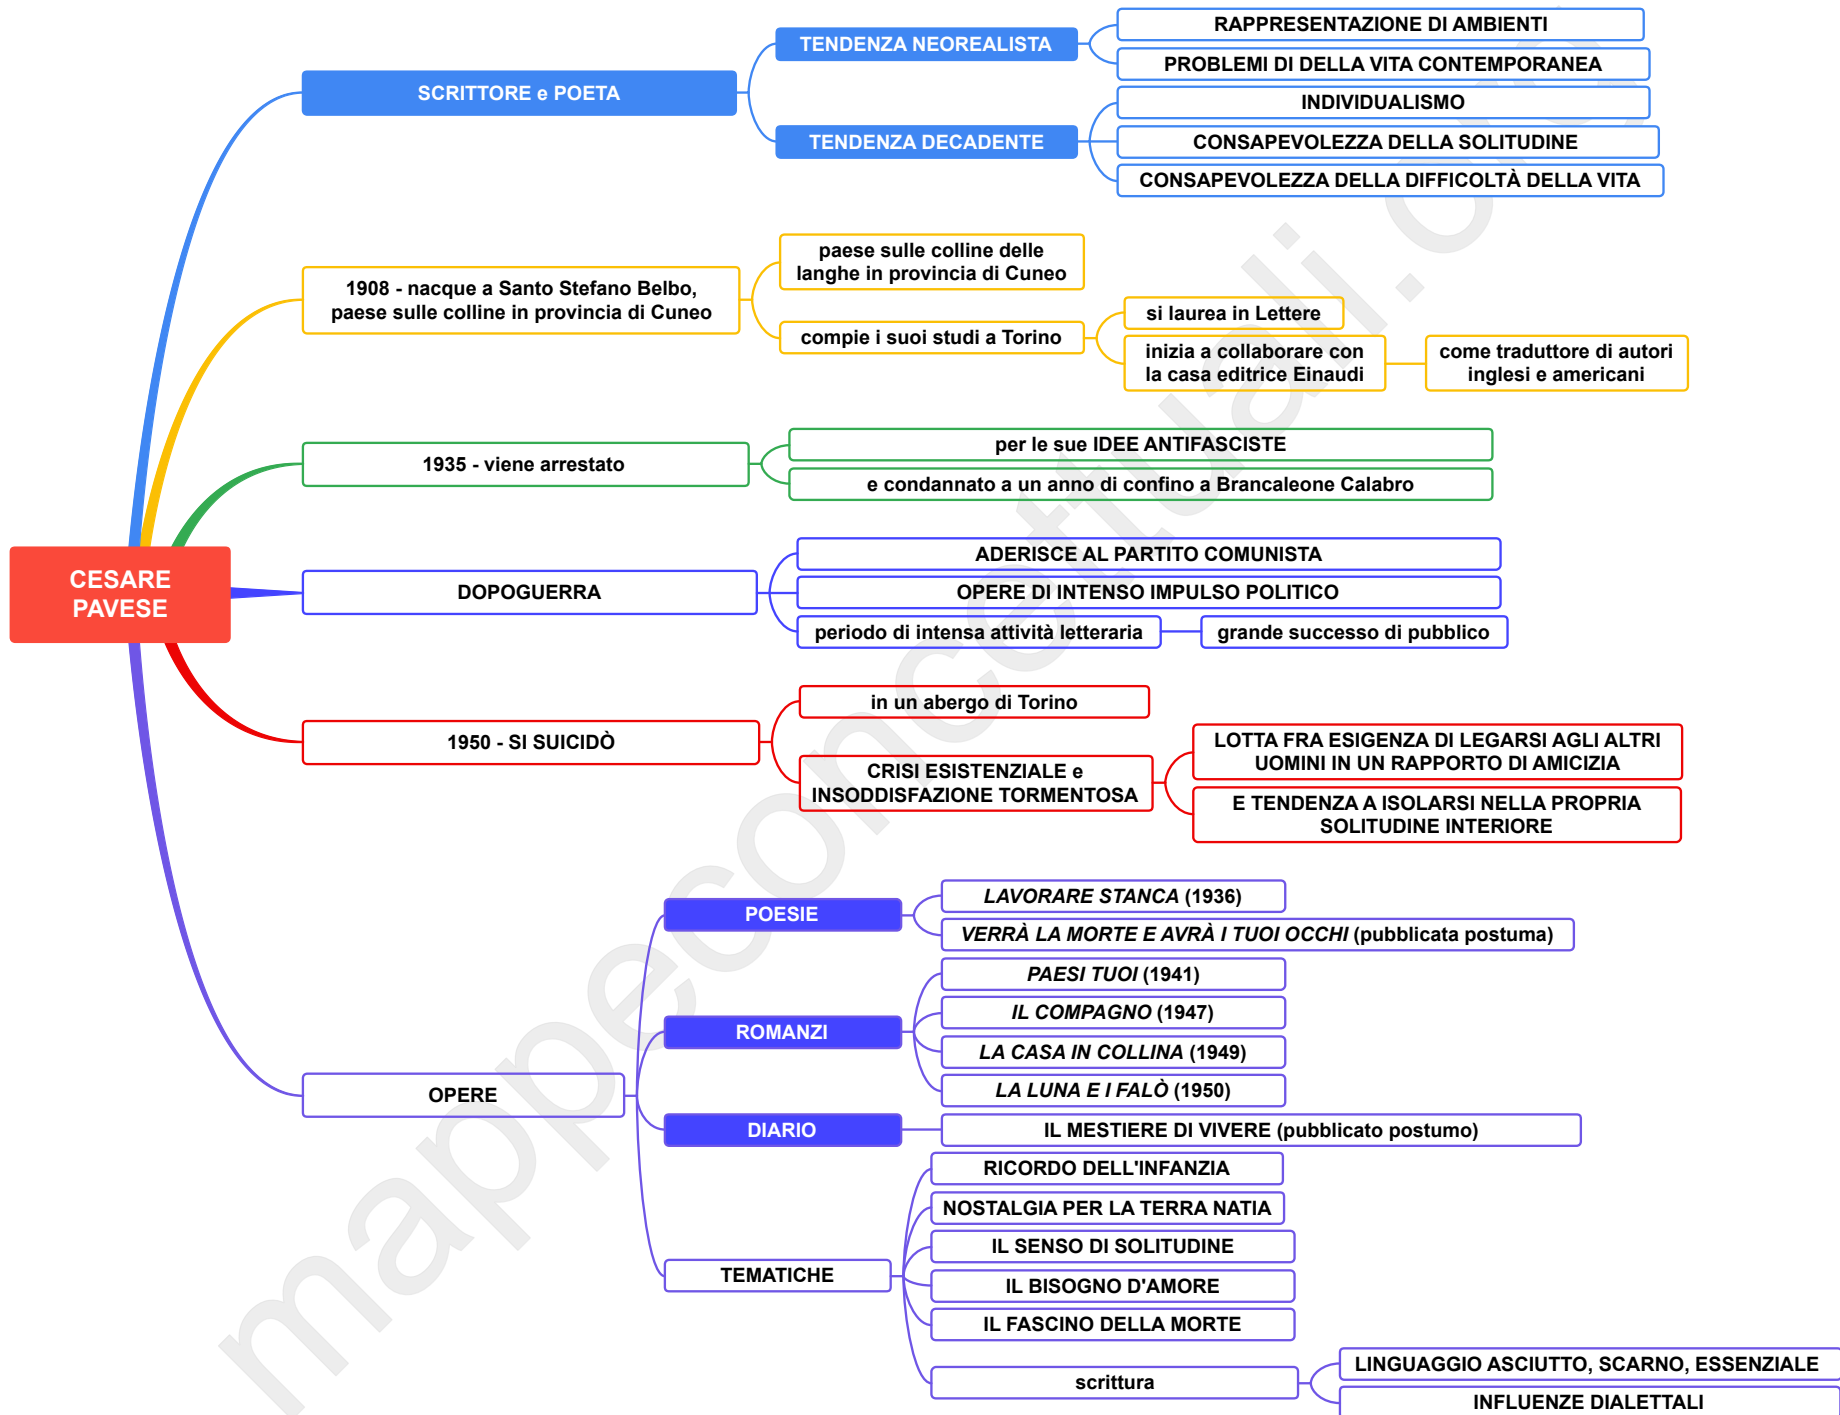 CESARE
PAVESE
SCRITTORE e POETA
TENDENZA NEOREALISTA
RAPPRESENTAZIONE DI AMBIENTI
PROBLEMI DI DELLA VITA CONTEMPORANEA
TENDENZA DECADENTE
INDIVIDUALISMO
CONSAPEVOLEZZA DELLA SOLITUDINE
CONSAPEVOLEZZA DELLA DIFFICOLTÀ DELLA VITA
1908 - nacque a Santo Stefano Belbo,
paese sulle colline in provincia di Cuneo
paese sulle colline delle
langhe in provincia di Cuneo
compie i suoi studi a Torino
si laurea in Lettere
inizia a collaborare con
la casa editrice Einaudi
come traduttore di autori
inglesi e americani
1935 - viene arrestato
per le sue IDEE ANTIFASCISTE
e condannato a un anno di confino a Brancaleone Calabro
DOPOGUERRA
ADERISCE AL PARTITO COMUNISTA
OPERE DI INTENSO IMPULSO POLITICO
periodo di intensa attività letteraria
grande successo di pubblico
1950 - SI SUICIDÒ
in un abergo di Torino
CRISI ESISTENZIALE e
INSODDISFAZIONE TORMENTOSA
LOTTA FRA ESIGENZA DI LEGARSI AGLI ALTRI
UOMINI IN UN RAPPORTO DI AMICIZIA
E TENDENZA A ISOLARSI NELLA PROPRIA
SOLITUDINE INTERIORE
OPERE
POESIE
LAVORARE STANCA (1936)
VERRÀ LA MORTE E AVRÀ I TUOI OCCHI (pubblicata postuma)
ROMANZI
PAESI TUOI (1941)
IL COMPAGNO (1947)
LA CASA IN COLLINA (1949)
LA LUNA E I FALÒ (1950)
DIARIO
IL MESTIERE DI VIVERE (pubblicato postumo)
TEMATICHE
RICORDO DELL'INFANZIA
NOSTALGIA PER LA TERRA NATIA
IL SENSO DI SOLITUDINE
IL BISOGNO D'AMORE
IL FASCINO DELLA MORTE
scrittura
LINGUAGGIO ASCIUTTO, SCARNO, ESSENZIALE
INFLUENZE DIALETTALI
mappeconcettuali.org